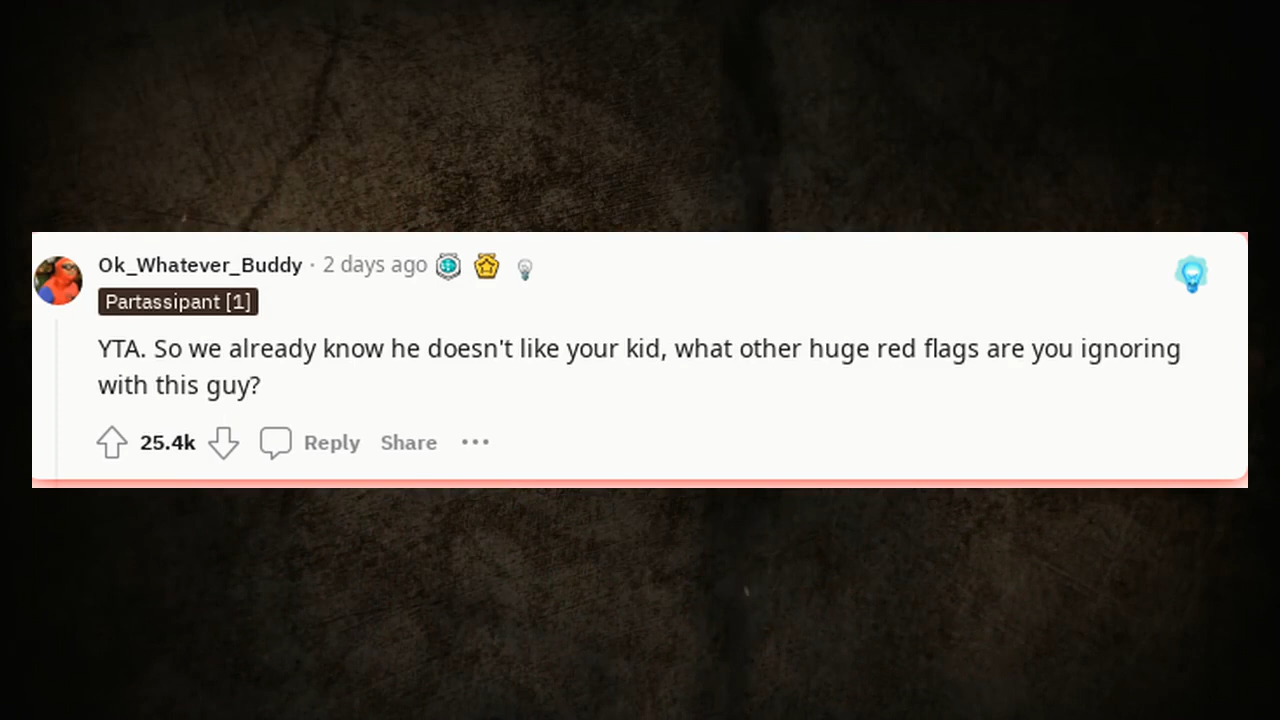 Ok_Whatever_Buddy · 2 days ago
Partassipant [1]
YTA. So we already know he doesn't like your kid, what other huge red flags are you ignoring
with this guy?
25.4k Reply Share •••